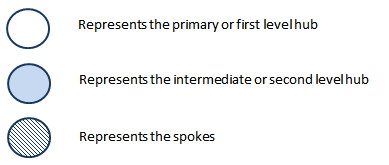 Represents the primary or first level hub
Represents the intermediate or second level hub
Represents the spokes